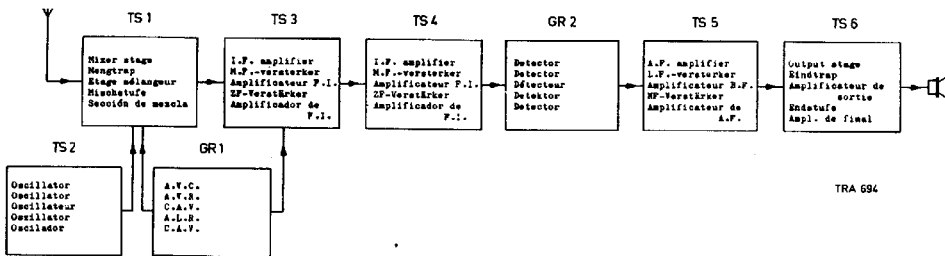 TS 1
Mixer stage
Mengtrap
Etage mélangeur
Mischstufe
Sección de mezcla
TS 3
I.F. amplifier
M.F.-versterker
Amplificateur F.I.
ZF-Verstärker
Amplificador de
F.I.
TS 4
I.F. amplifier
M.F.-versterker
Amplificateur F.I.
ZF-Verstärker
Amplificador de
F.I.
GR 2
Detector
Detector
Détecteur
Detektor
Detector
TS 5
A.F. amplifier
L.F.-versterker
Amplificateur B.F.
NF-Verstärker
Amplificateur de
A.F.
TS 6
Output stage
Eindtrap
Amplificateur de
sortie
Endstufe
Ampl. de final
TS 2
Oscillator
Oscillator
Oscillateur
Oszillator
Oscilador
GR 1
A.V.C.
A.V.R.
C.A.V.
A.L.R.
C.A.V.
TRA 694